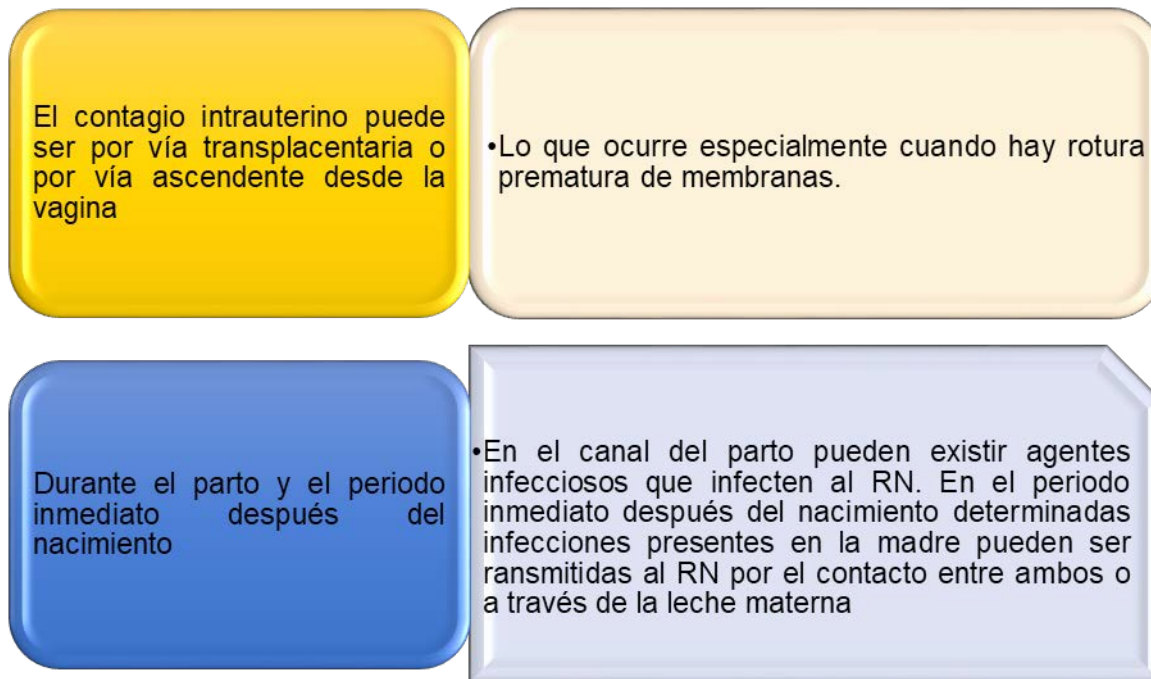 El contagio intrauterino puede
ser por vía transplacentaria o
por vía ascendente desde la
vagina
•Lo que ocurre especialmente cuando hay rotura
prematura de membranas.
Durante el parto y el periodo
inmediato después del
nacimiento
•En el canal del parto pueden existir agentes
infecciosos que infecten al RN. En el periodo
inmediato después del nacimiento determinadas
infecciones presentes en la madre pueden ser
ransmitidas al RN por el contacto entre ambos o
a través de la leche materna